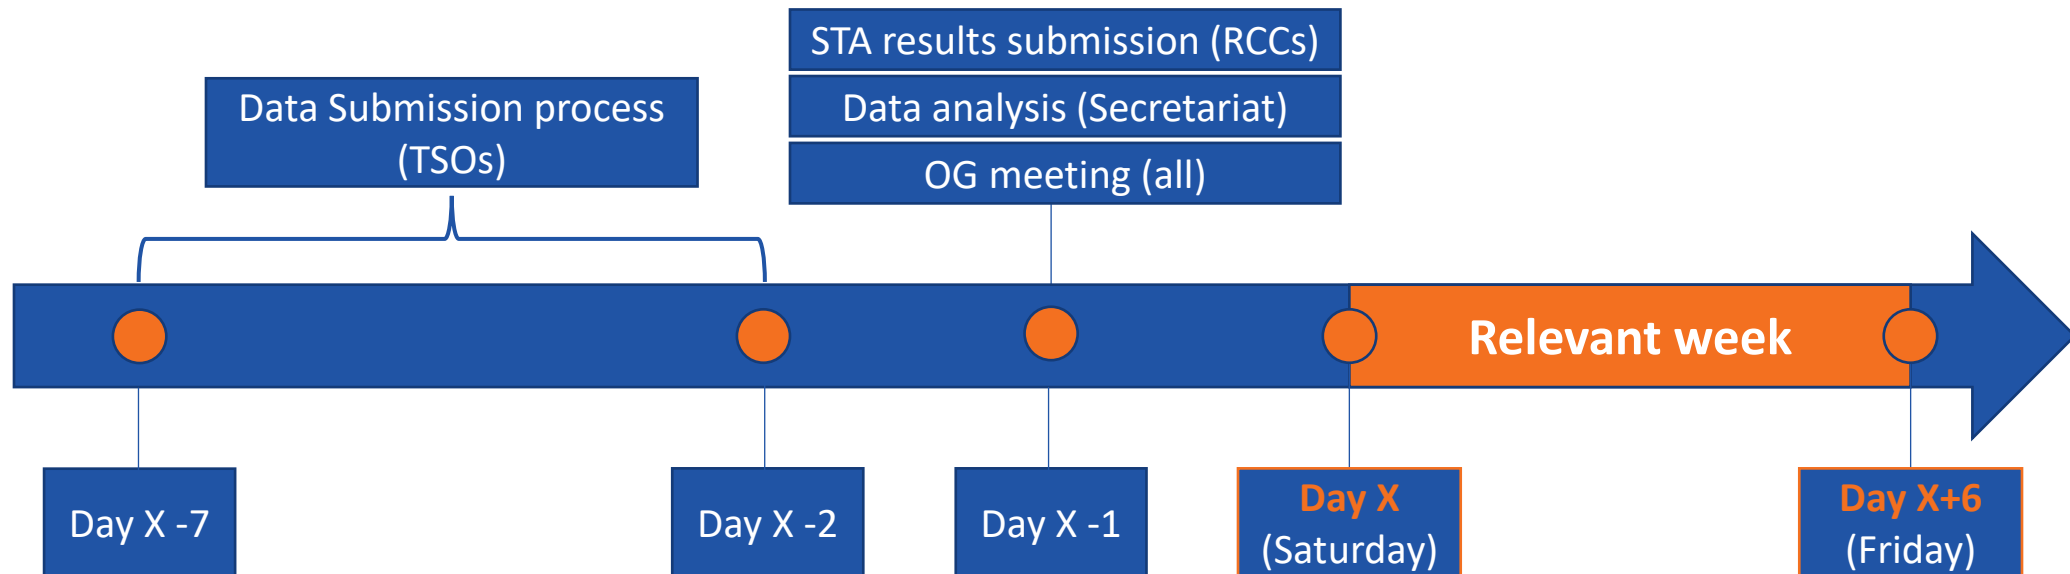 STA results submission (RCCs)
Data Submission process
(TSOs)
Data analysis (Secretariat)
OG meeting (all)
Relevant week
Day X -7
Day X -2
Day X -1
Day X
(Saturday)
Day X+6
(Friday)